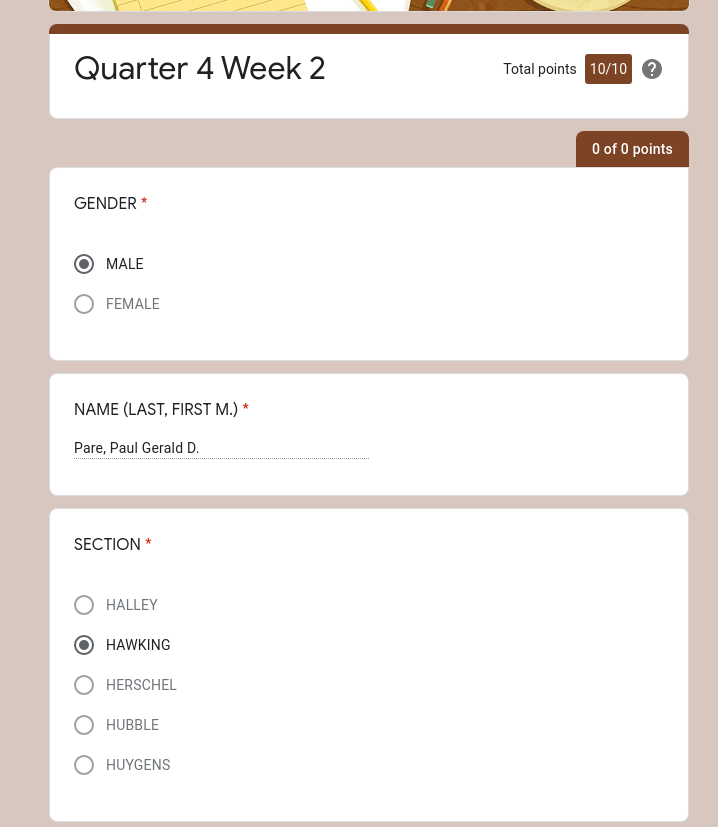 Quarter 4 Week 2
Total points 10/10 ?
0 of 0 points
GENDER *
MALE
FEMALE
NAME (LAST, FIRST M.) *
Pare, Paul Gerald D.
SECTION *
HALLEY
HAWKING
HERSCHEL
HUBBLE
HUYGENS